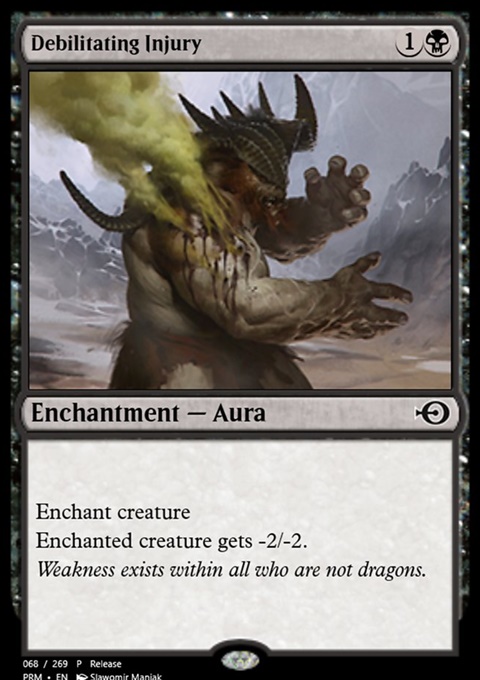 Debilitating Injury 1
Enchantment — Aura
Enchant creature
Enchanted creature gets -2/-2.
Weakness exists within all who are not dragons.
068 / 269 P Release
PRM • EN Slawomir Maniak